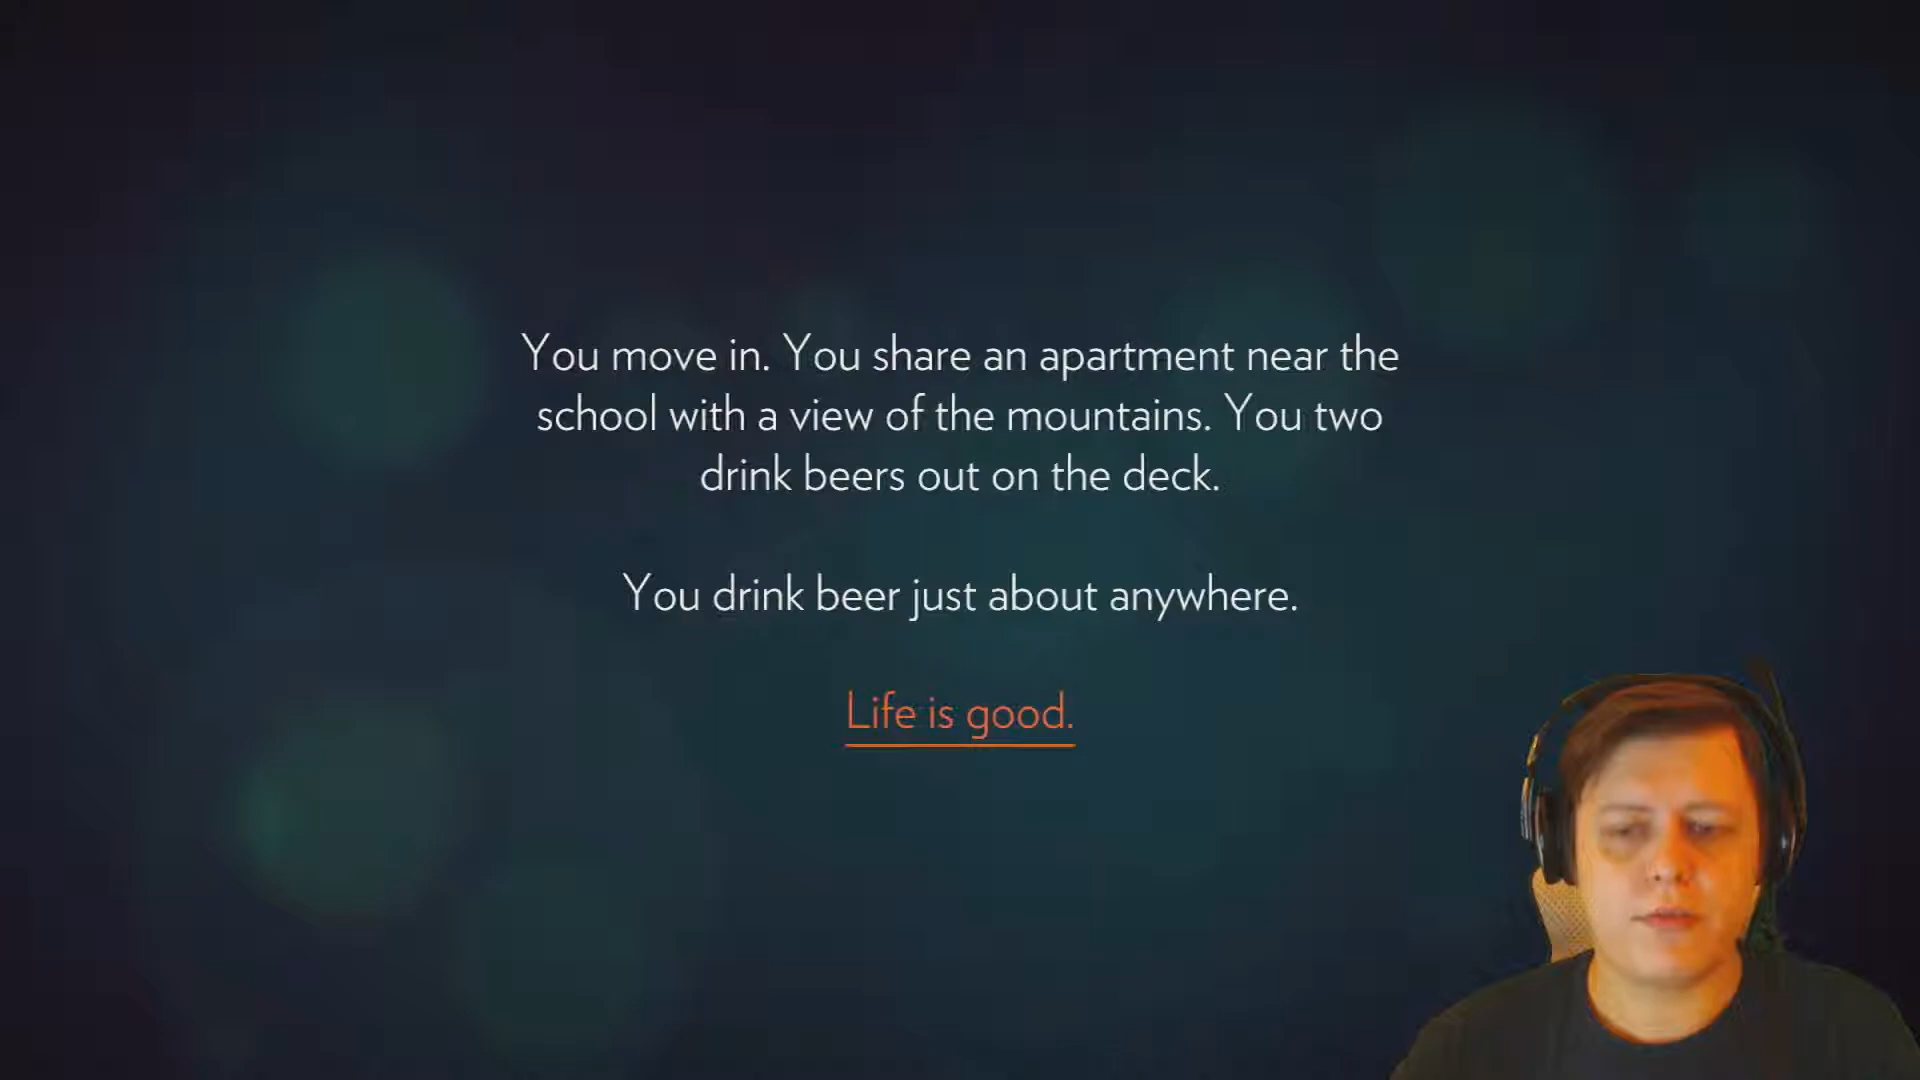 You move in. You share an apartment near the
school with a view of the mountains. You two
drink beers out on the deck.
You drink beer just about anywhere.
Life is good.